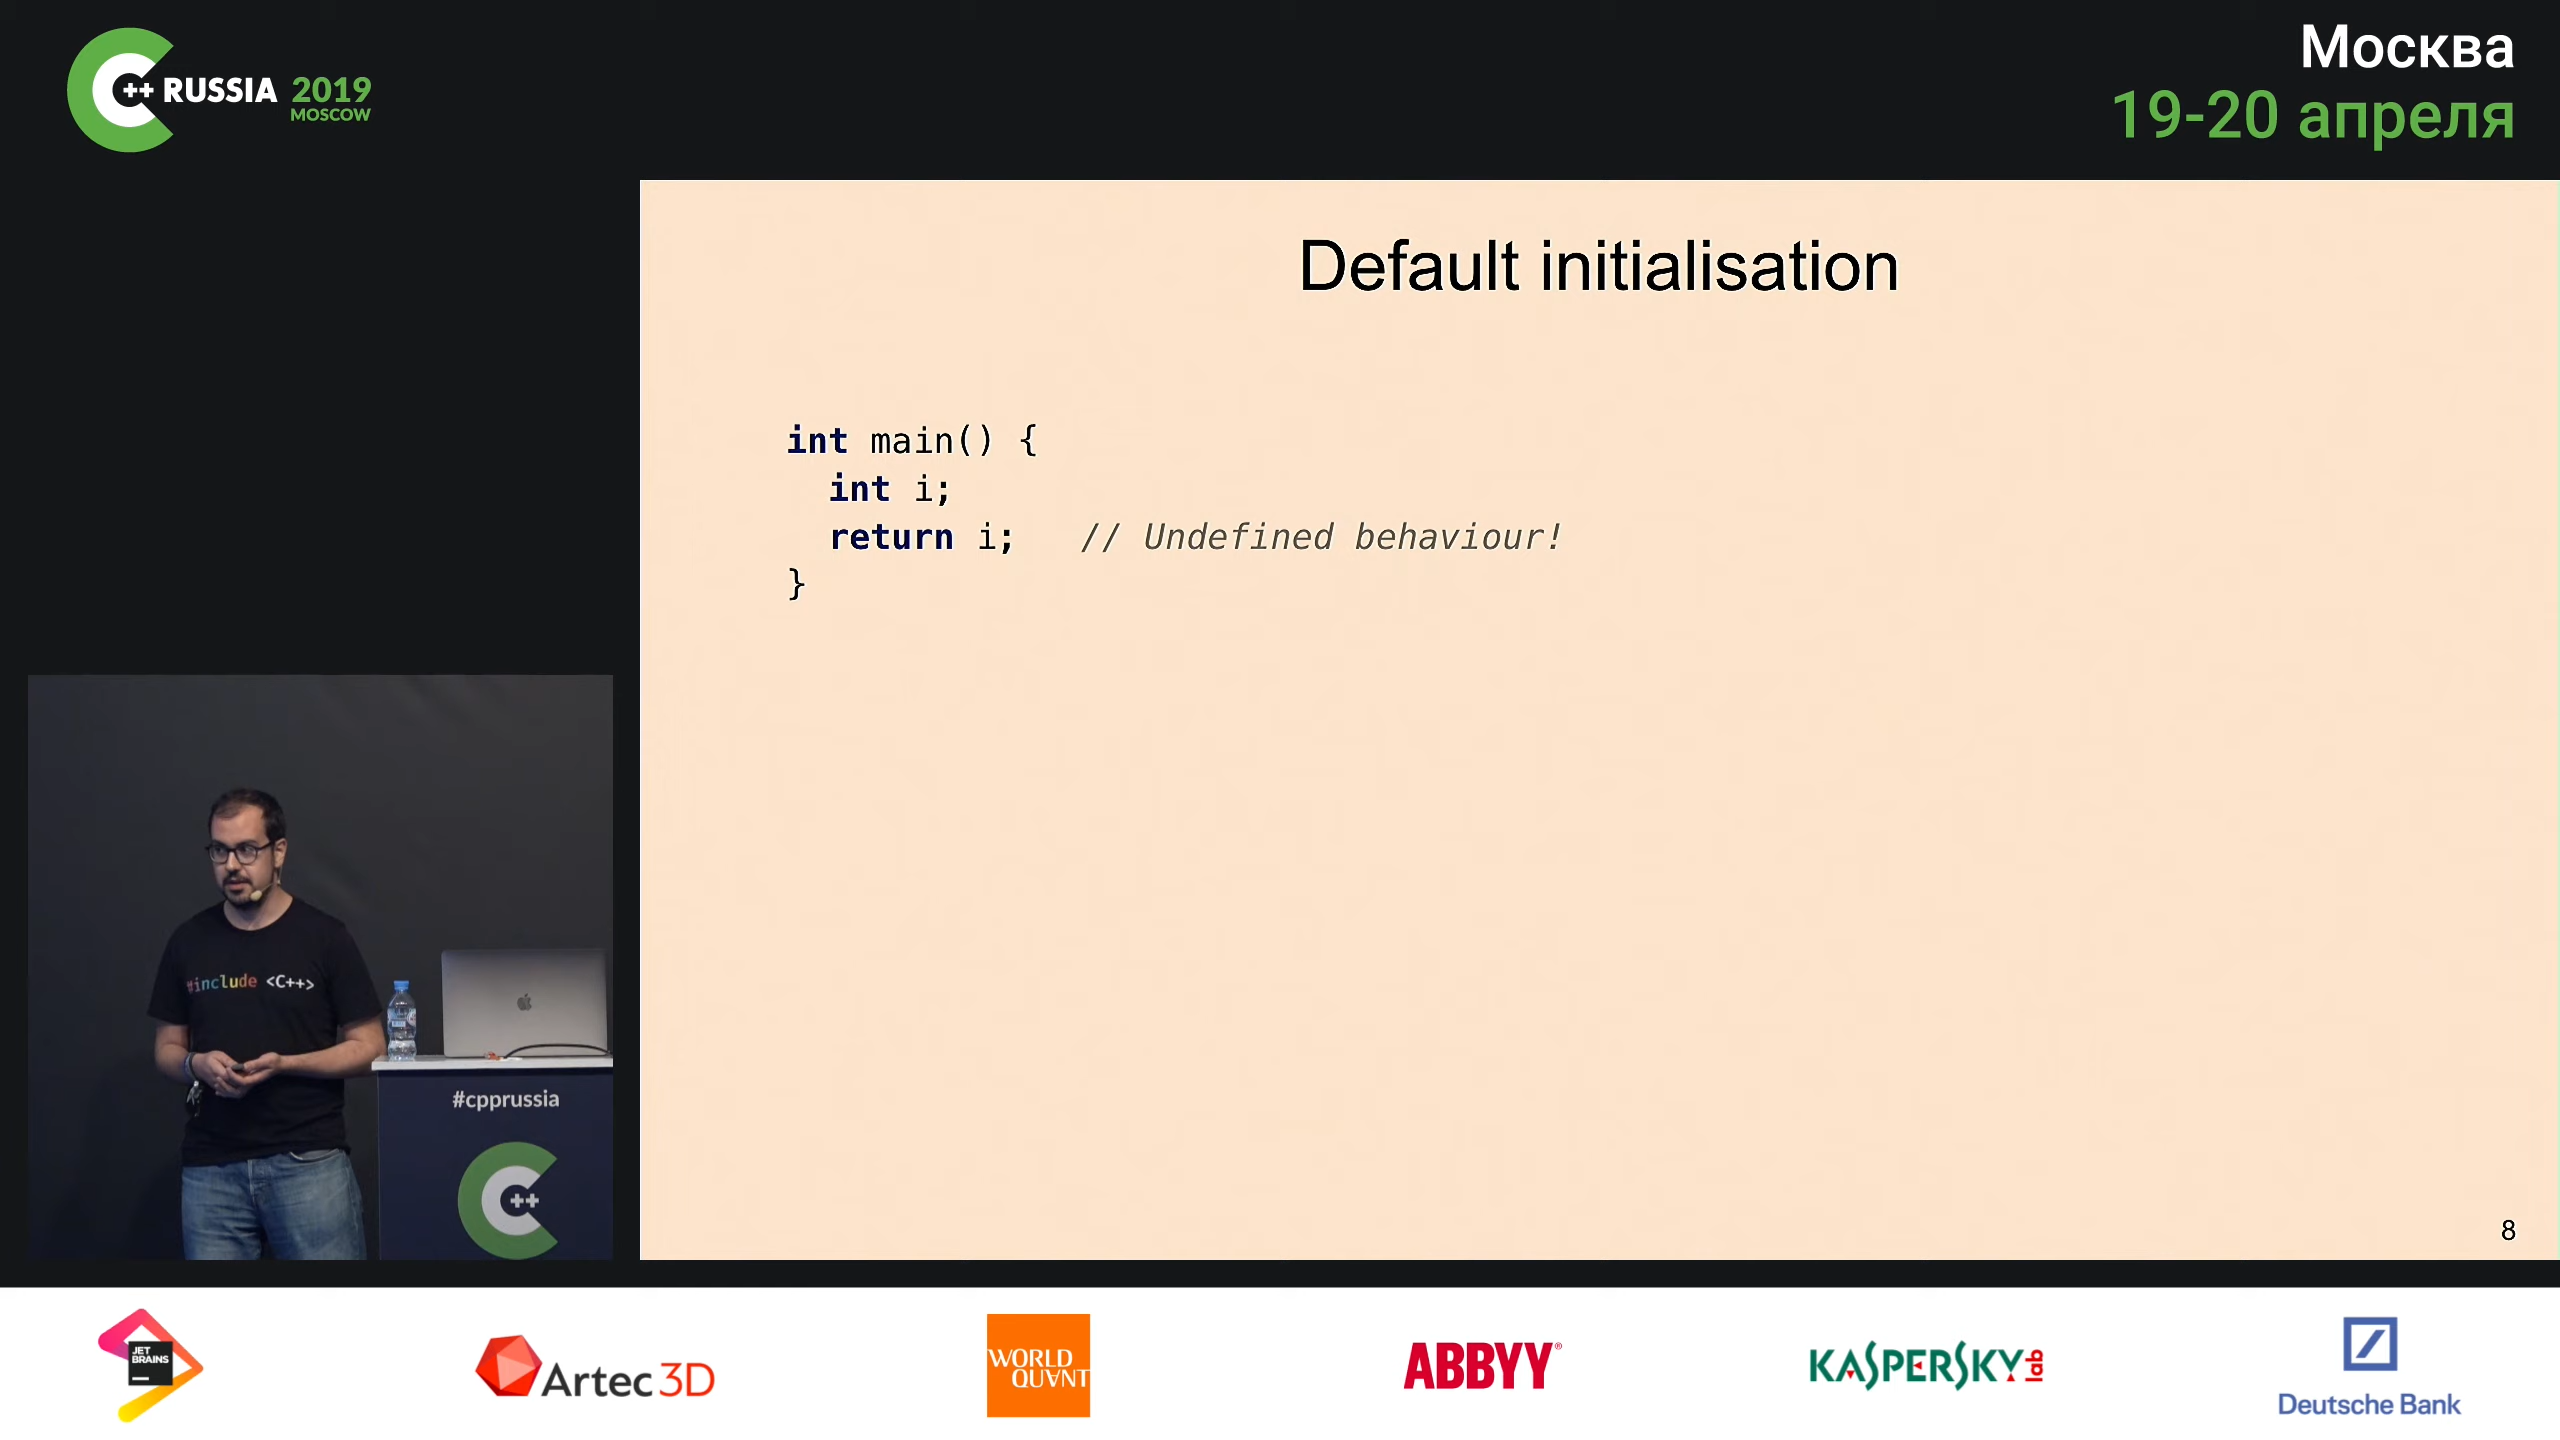 ++ RUSSIA 2019
MOSCOW
Москва
19-20 апреля
Default initialisation
int main() {
  int i;
  return i;   // Undefined behaviour!
}
#include <C++>
#cpprussia
++
8
JET
BRAINS
Artec 3D
WORLD
QUANT
ABBYY®
KASPERSKY lab
Deutsche Bank